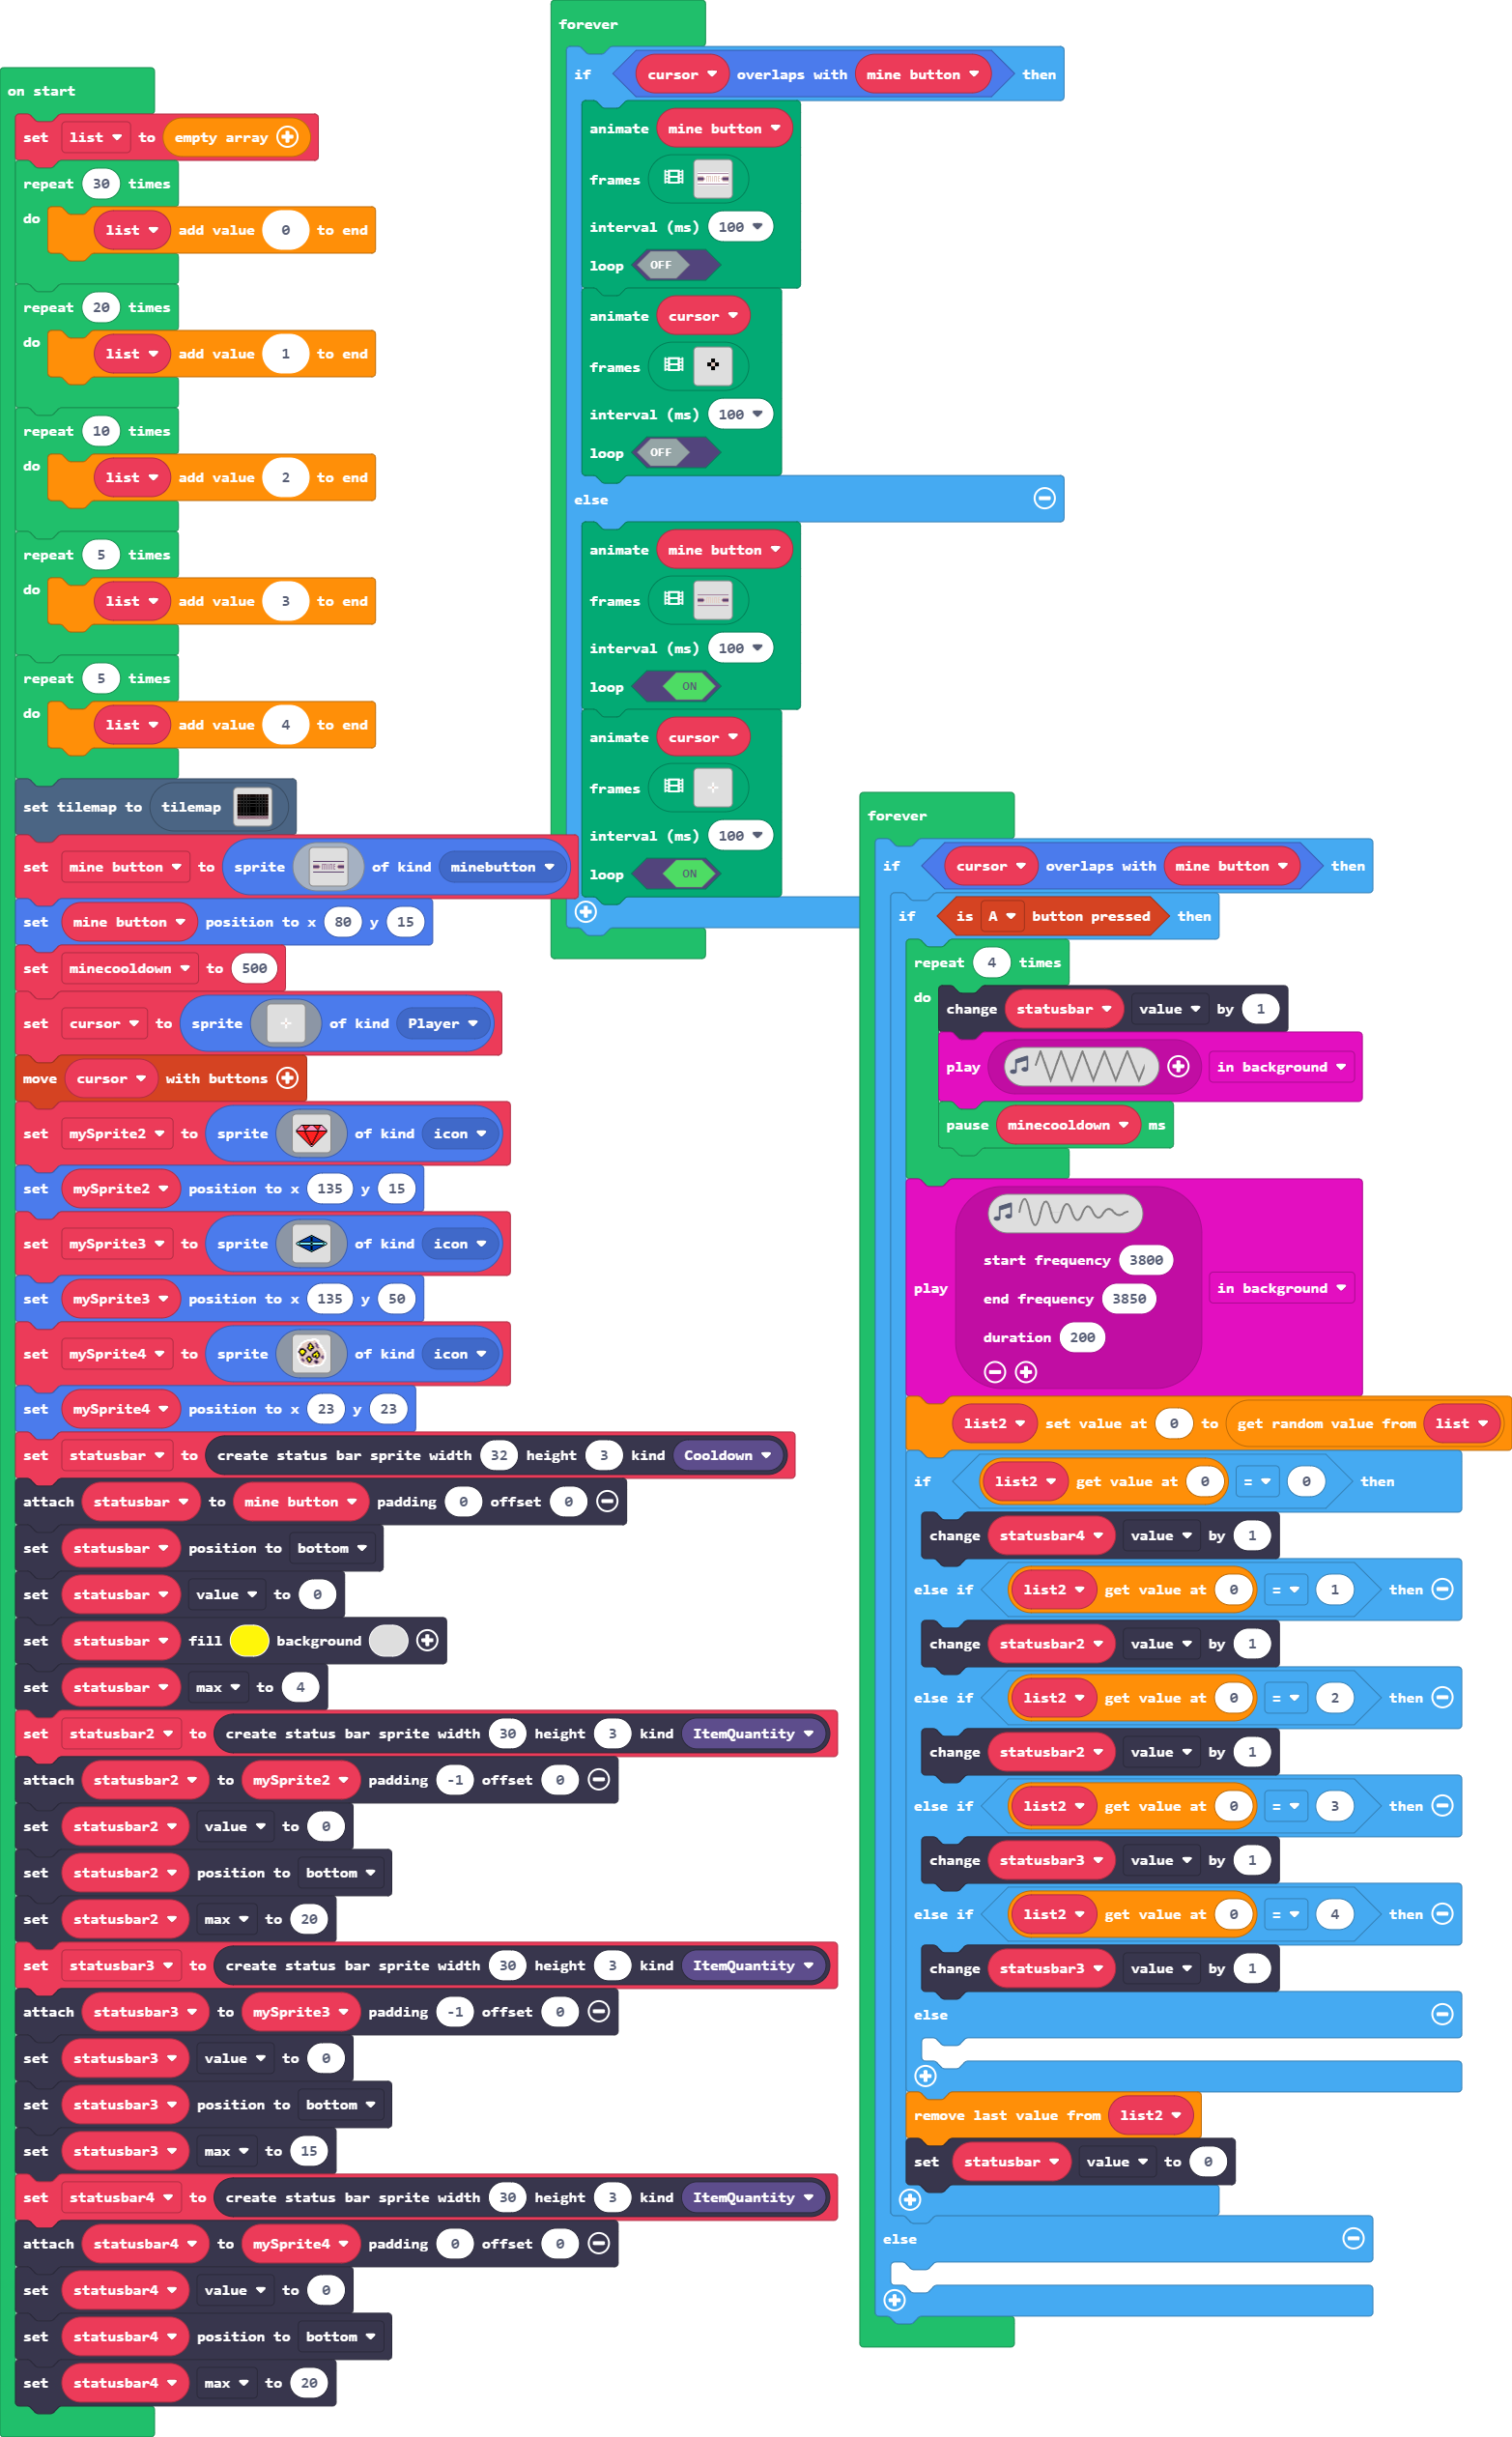 on start
set list to empty array
repeat 30 times
do list add value 0 to end
repeat 20 times
do list add value 1 to end
repeat 10 times
do list add value 2 to end
repeat 5 times
do list add value 3 to end
repeat 5 times
do list add value 4 to end
set tilemap to tilemap
set mine button to sprite of kind minebutton
set mine button position to x 80 y 15
set minecooldown to 500
set cursor to sprite of kind Player
move cursor with buttons
set mySprite2 to sprite of kind icon
set mySprite2 position to x 135 y 15
set mySprite3 to sprite of kind icon
set mySprite3 position to x 135 y 50
set mySprite4 to sprite of kind icon
set mySprite4 position to x 23 y 23
set statusbar to create status bar sprite width 32 height 3 kind Cooldown
attach statusbar to mine button padding 0 offset 0
set statusbar position to bottom
set statusbar value to 0
set statusbar fill background
set statusbar max to 4
set statusbar2 to create status bar sprite width 30 height 3 kind ItemQuantity
attach statusbar2 to mySprite2 padding -1 offset 0
set statusbar2 value to 0
set statusbar2 position to bottom
set statusbar2 max to 20
set statusbar3 to create status bar sprite width 30 height 3 kind ItemQuantity
attach statusbar3 to mySprite3 padding -1 offset 0
set statusbar3 value to 0
set statusbar3 position to bottom
set statusbar3 max to 15
set statusbar4 to create status bar sprite width 30 height 3 kind ItemQuantity
attach statusbar4 to mySprite4 padding 0 offset 0
set statusbar4 value to 0
set statusbar4 position to bottom
set statusbar4 max to 20
forever
if cursor overlaps with mine button then
animate mine button
frames
interval (ms) 100
loop OFF
animate cursor
frames
interval (ms) 100
loop OFF
else
animate mine button
frames
interval (ms) 100
loop ON
animate cursor
frames
interval (ms) 100
loop ON
forever
if cursor overlaps with mine button then
if is A button pressed then
repeat 4 times
do change statusbar value by 1
play in background
pause minecooldown ms
play
start frequency 3800
end frequency 3850
duration 200
in background
list2 set value at 0 to get random value from list
if list2 get value at 0 = 0 then
change statusbar4 value by 1
else if list2 get value at 0 = 1 then
change statusbar2 value by 1
else if list2 get value at 0 = 2 then
change statusbar2 value by 1
else if list2 get value at 0 = 3 then
change statusbar3 value by 1
else if list2 get value at 0 = 4 then
change statusbar3 value by 1
else
remove last value from list2
set statusbar value to 0
else